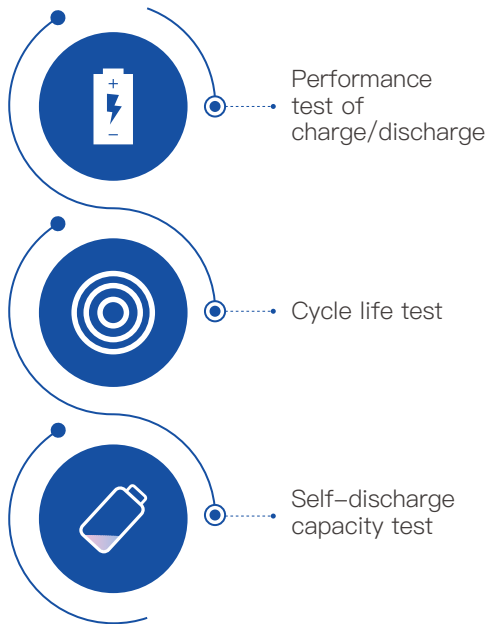 Performance
test of
charge/discharge
Cycle life test
Self-discharge
capacity test